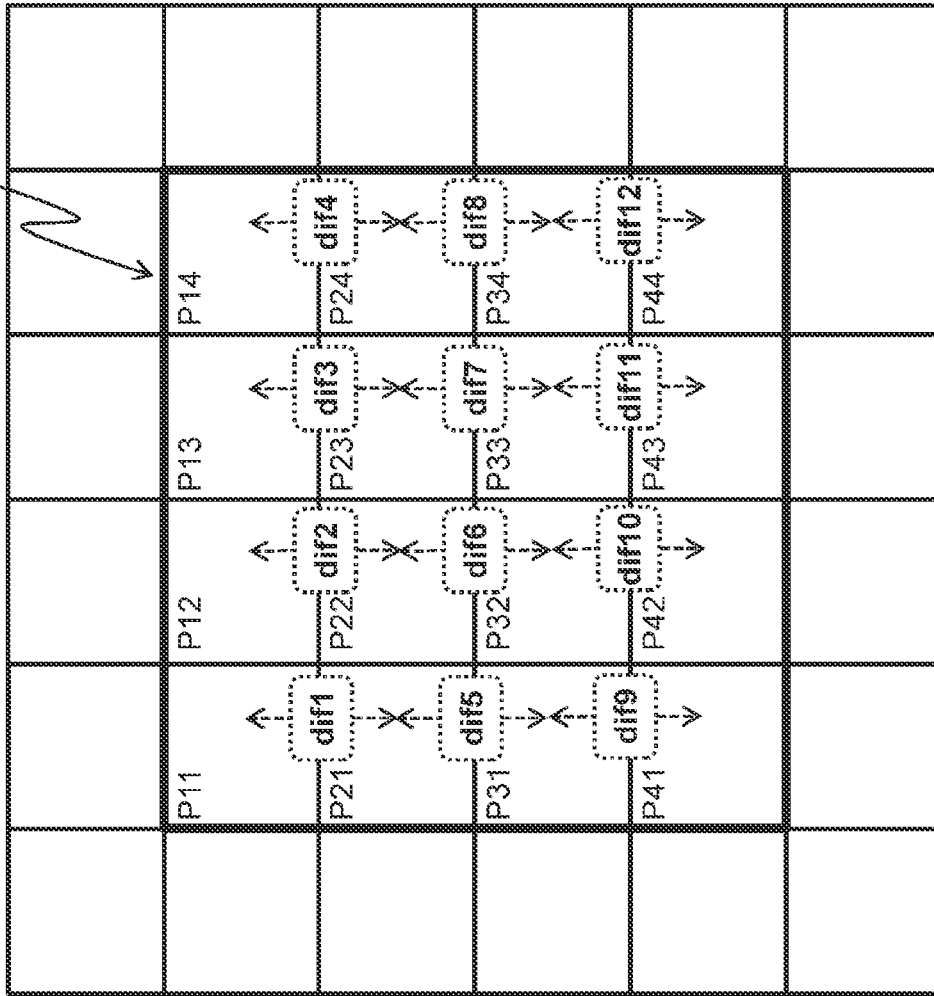 P11 P12 P13 P14
P21 dif1 P22 dif2 P23 dif3 P24 dif4
P31 dif5 P32 dif6 P33 dif7 P34 dif8
P41 dif9 P42 dif10 P43 dif11 P44 dif12